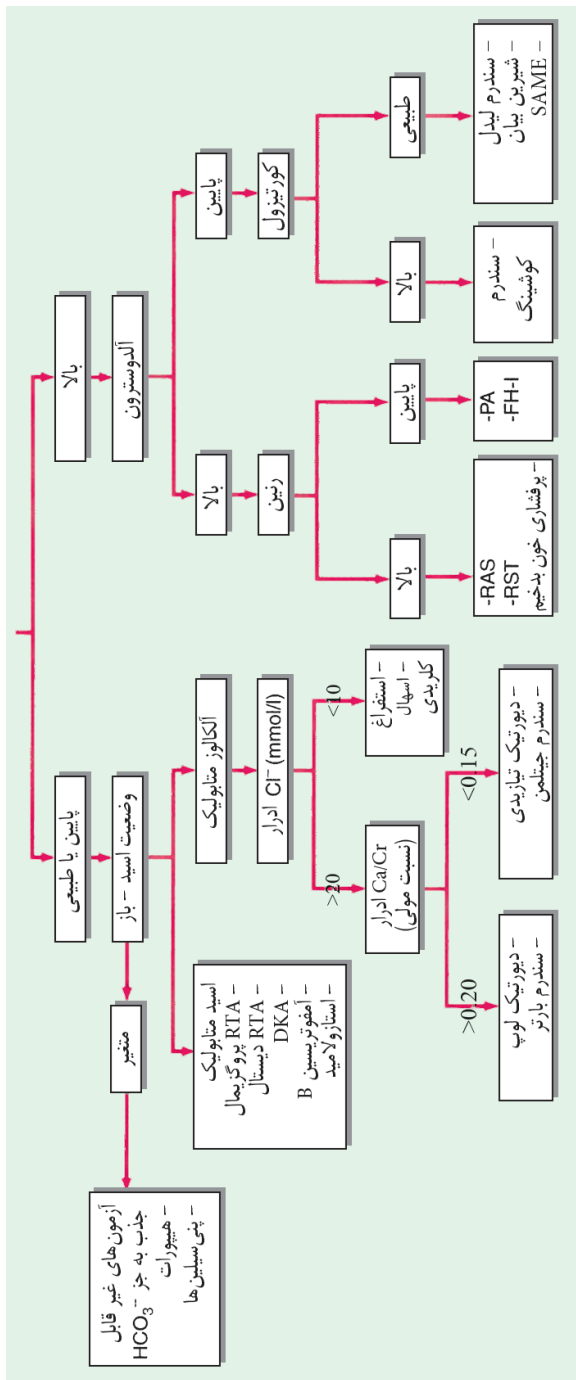 بالا
آلدوسترون
بالا
رنین
بالا
-RAS
-RST
- پرفشاری خون بدخیم
پایین
-PA
-FH-I
پایین
کورتیزول
بالا
- سندرم
کوشینگ
طبیعی
- سندرم لیدل
- شیرین بیان
- SAME
پایین یا طبیعی
وضعیت اسید - باز
متغیر
آزمون‌های غیر قابل
جذب به جز HCO₃⁻
- هیپورات
- پنی‌سیلین‌ها
اسید متابولیک
- RTA پروگزیمال
- RTA دیستال
- DKA
- آمفوتریسین B
- استازولامید
آلکالوز متابولیک
Cl⁻ (mmol/l) ادرار
<10
- استفراغ
- اسهال
کلریدی
>20
Ca/Cr ادرار
(نسبت مولی)
>0/20
- دیورتیک لوپ
- سندرم بارتر
<0/15
- دیورتیک تیازیدی
- سندرم جیتلمن